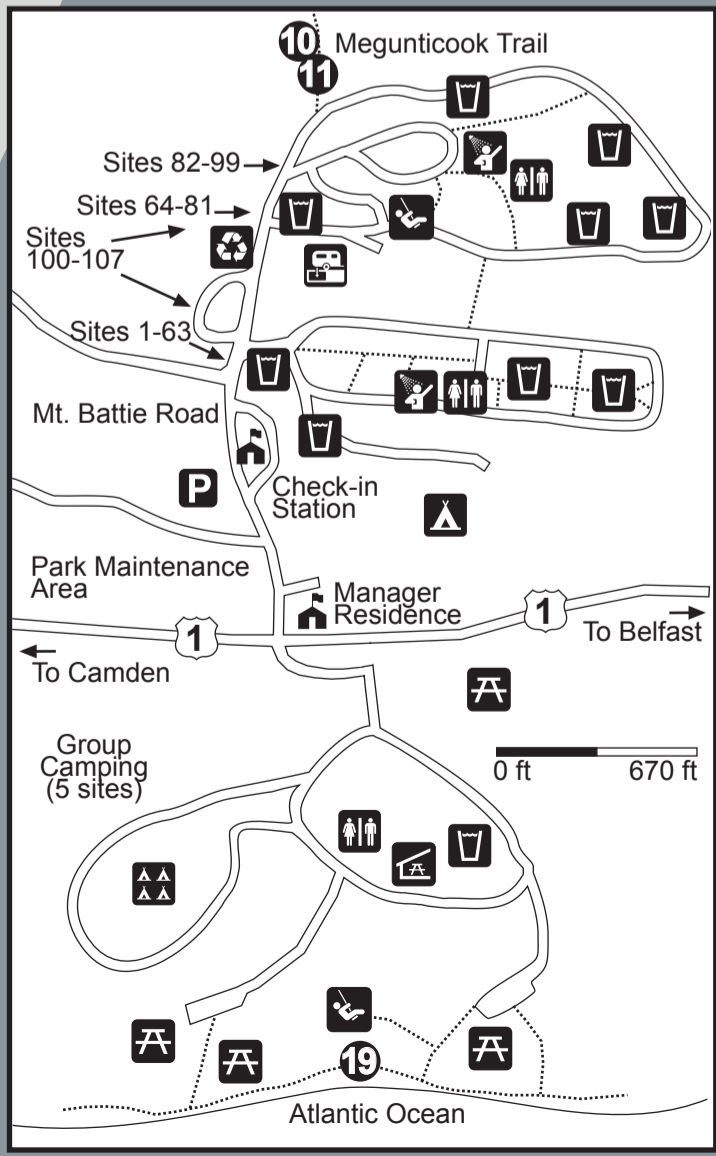 10
Megunticook Trail
11
Sites 82-99
Sites 64-81
Sites
100-107
Sites 1-63
Mt. Battie Road
P
Check-in
Station
Park Maintenance
Area
Manager
Residence
1
1
To Belfast
To Camden
Group
Camping
(5 sites)
0 ft
670 ft
19
Atlantic Ocean